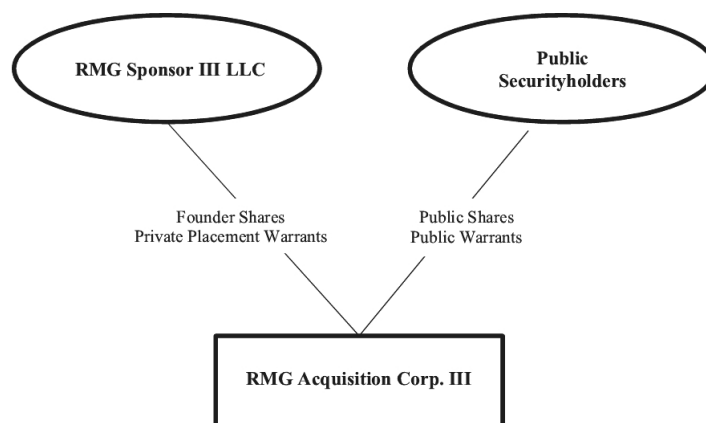 RMG Sponsor III LLC
Public
Securityholders
Founder Shares
Private Placement Warrants
Public Shares
Public Warrants
RMG Acquisition Corp. III